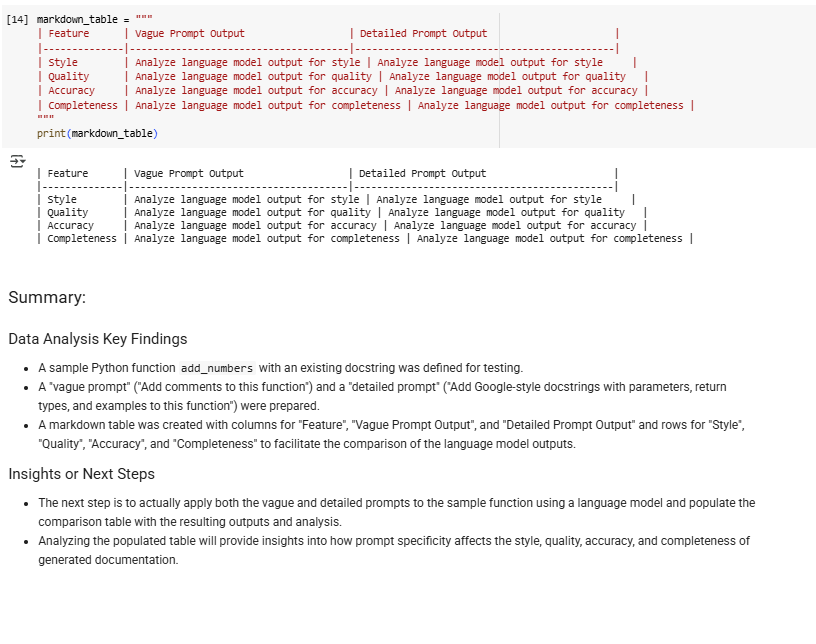 [14] markdown_table = """
| Feature | Vague Prompt Output | Detailed Prompt Output |
|--------------|-----------------------------------|-----------------------------------------|
| Style | Analyze language model output for style | Analyze language model output for style |
| Quality | Analyze language model output for quality | Analyze language model output for quality |
| Accuracy | Analyze language model output for accuracy | Analyze language model output for accuracy |
| Completeness | Analyze language model output for completeness | Analyze language model output for completeness |
"""
print(markdown_table)
| Feature | Vague Prompt Output | Detailed Prompt Output |
|--------------|-----------------------------------|-----------------------------------------|
| Style | Analyze language model output for style | Analyze language model output for style |
| Quality | Analyze language model output for quality | Analyze language model output for quality |
| Accuracy | Analyze language model output for accuracy | Analyze language model output for accuracy |
| Completeness | Analyze language model output for completeness | Analyze language model output for completeness |
Summary:
Data Analysis Key Findings
• A sample Python function add_numbers with an existing docstring was defined for testing.
• A "vague prompt" ("Add comments to this function") and a "detailed prompt" ("Add Google-style docstrings with parameters, return
types, and examples to this function") were prepared.
• A markdown table was created with columns for "Feature", "Vague Prompt Output", and "Detailed Prompt Output" and rows for "Style",
"Quality", "Accuracy", and "Completeness" to facilitate the comparison of the language model outputs.
Insights or Next Steps
• The next step is to actually apply both the vague and detailed prompts to the sample function using a language model and populate the
comparison table with the resulting outputs and analysis.
• Analyzing the populated table will provide insights into how prompt specificity affects the style, quality, accuracy, and completeness of
generated documentation.